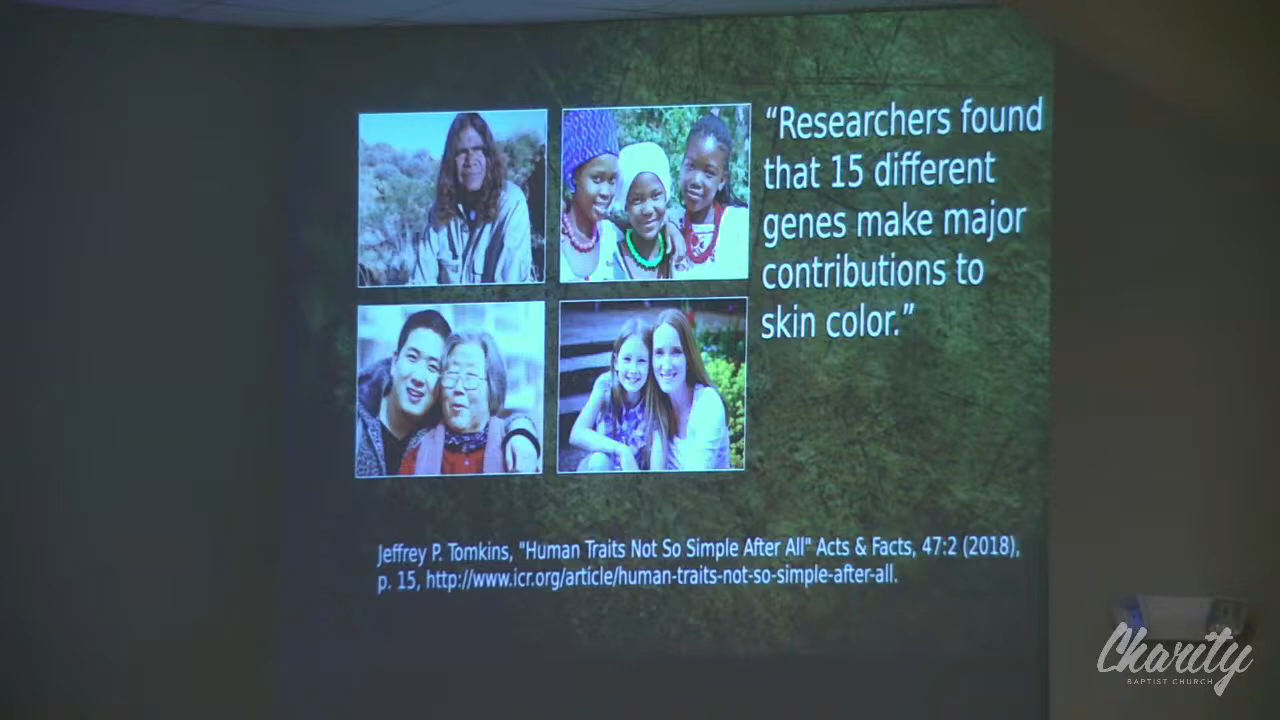 “Researchers found
that 15 different
genes make major
contributions to
skin color.”
Jeffrey P. Tomkins, "Human Traits Not So Simple After All" Acts & Facts, 47:2 (2018),
p. 15, http://www.icr.org/article/human-traits-not-so-simple-after-all.
Charity
BAPTIST CHURCH